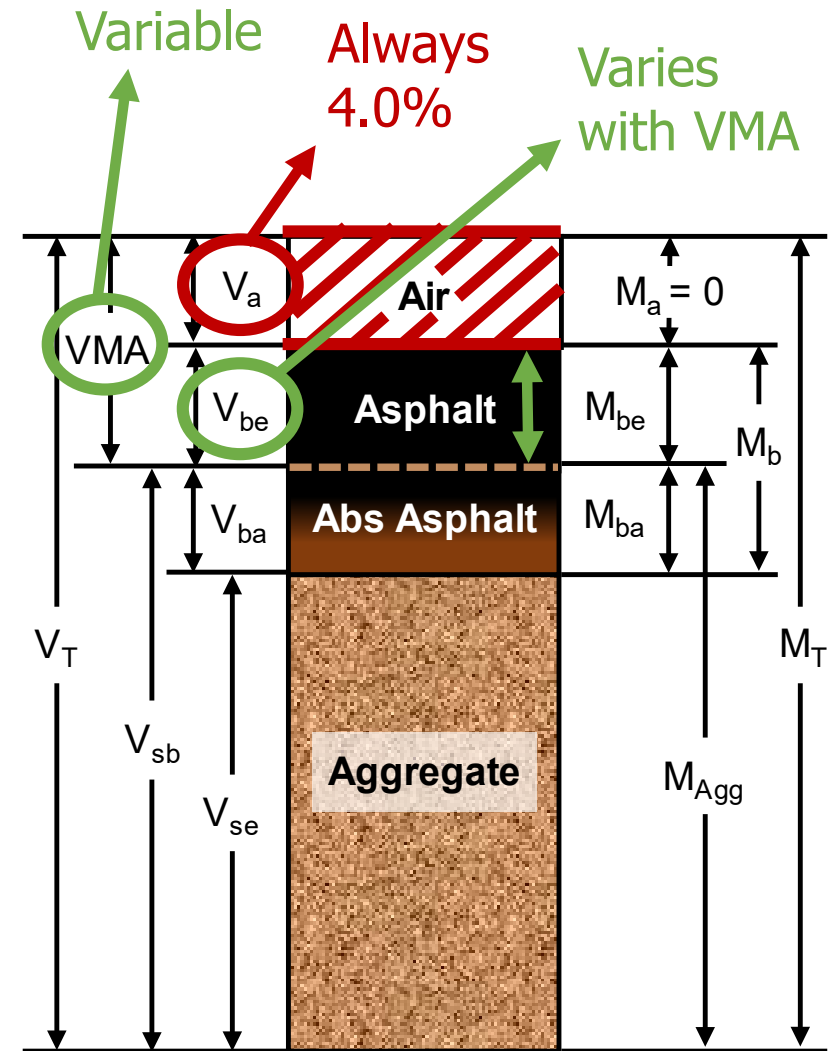 Variable
Always
4.0%
Varies
with VMA
Va
Air
Ma = 0
VMA
Vbe
Asphalt
Mbe
Mb
Vba
Abs Asphalt
Mba
VT
MT
Vsb
Aggregate
MAgg
Vse